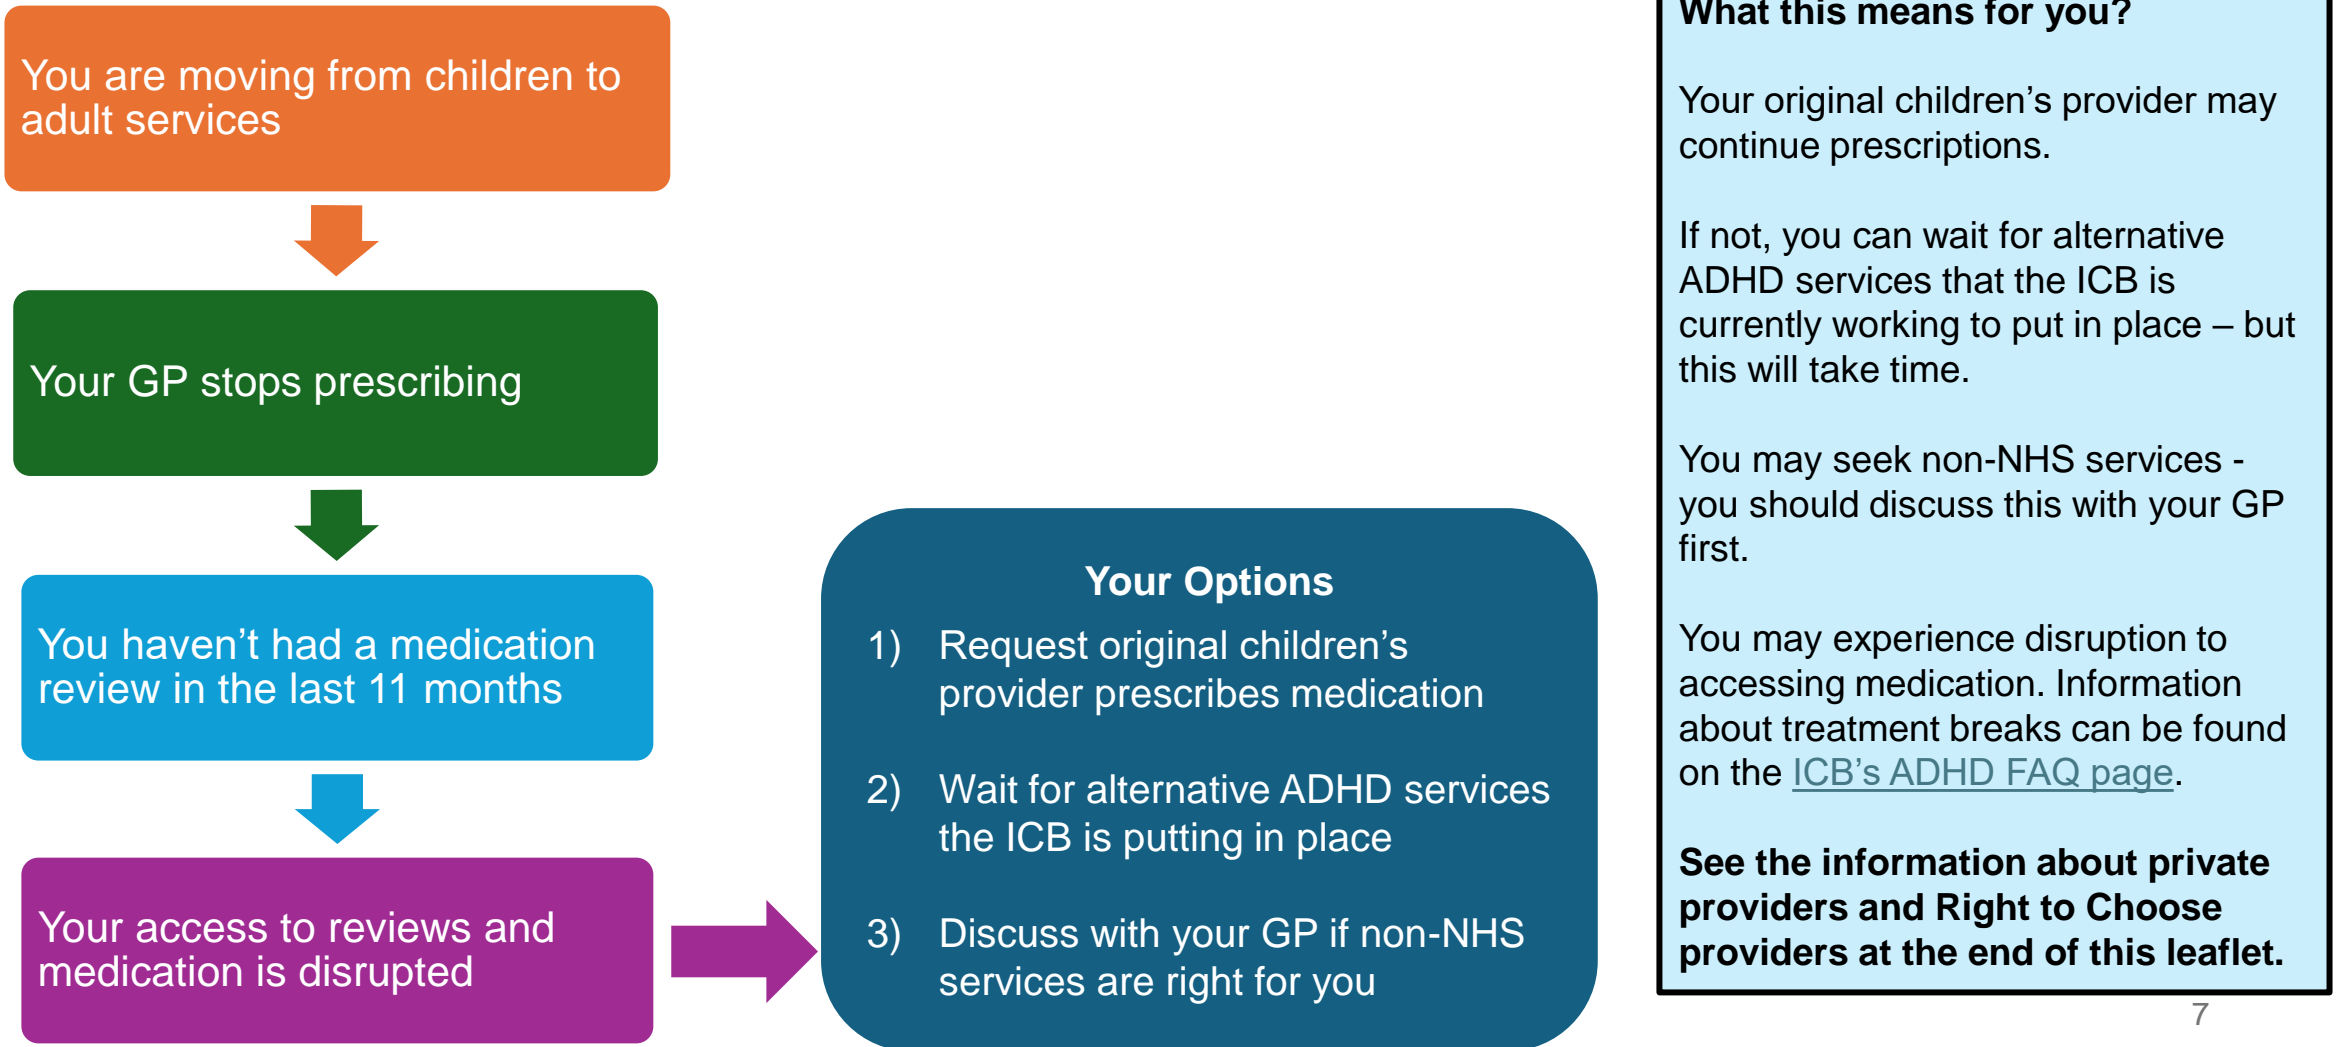 You are moving from children to
adult services
Your GP stops prescribing
You haven’t had a medication
review in the last 11 months
Your access to reviews and
medication is disrupted
Your Options
1) Request original children’s
provider prescribes medication
2) Wait for alternative ADHD services
the ICB is putting in place
3) Discuss with your GP if non-NHS
services are right for you
What this means for you?
Your original children’s provider may
continue prescriptions.
If not, you can wait for alternative
ADHD services that the ICB is
currently working to put in place – but
this will take time.
You may seek non-NHS services -
you should discuss this with your GP
first.
You may experience disruption to
accessing medication. Information
about treatment breaks can be found
on the ICB’s ADHD FAQ page.
See the information about private
providers and Right to Choose
providers at the end of this leaflet.
7